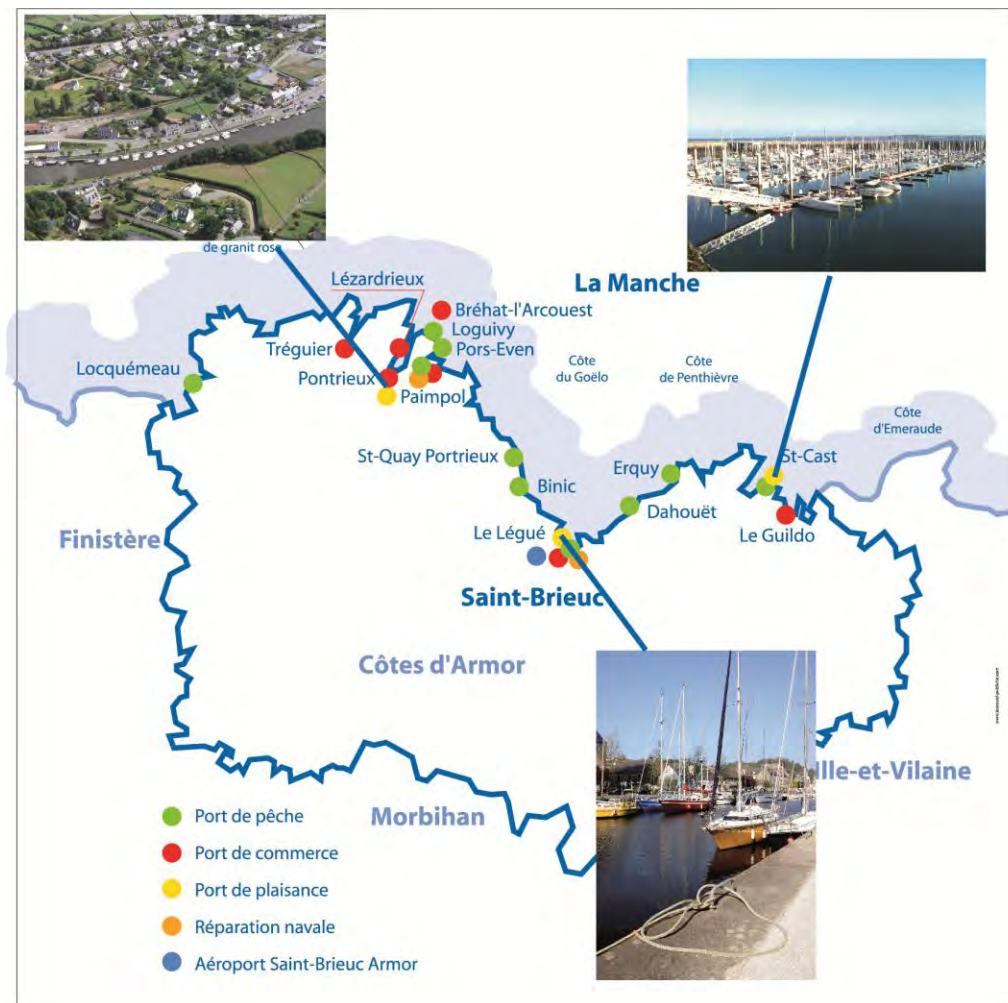 de granit rose
Lézardrieux
La Manche
Bréhat-l'Arcouest
Loguivy
Tréguier
Pors-Even
Locquémeau
Pontrieux
Paimpol
Côte
du Goëlo
Côte
de Penthièvre
Côte
d'Emeraude
St-Quay Portrieux
Erquy
St-Cast
Binic
Dahouët
Le Légué
Le Guildo
Finistère
Saint-Brieuc
Côtes d'Armor
Ille-et-Vilaine
Morbihan
Port de pêche
Port de commerce
Port de plaisance
Réparation navale
Aéroport Saint-Brieuc Armor